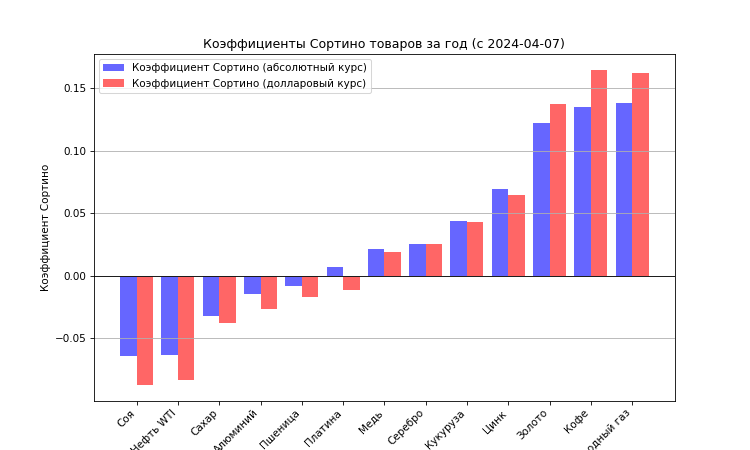 Коэффициенты Сортино товаров за год (с 2024-04-07)
Коэффициент Сортино (абсолютный курс)
Коэффициент Сортино (долларовый курс)
Коэффициент Сортино
0.15
0.10
0.05
0.00
−0.05
Соя
Нефть WTI
Сахар
Алюминий
Пшеница
Платина
Медь
Серебро
Кукуруза
Цинк
Золото
Кофе
газ